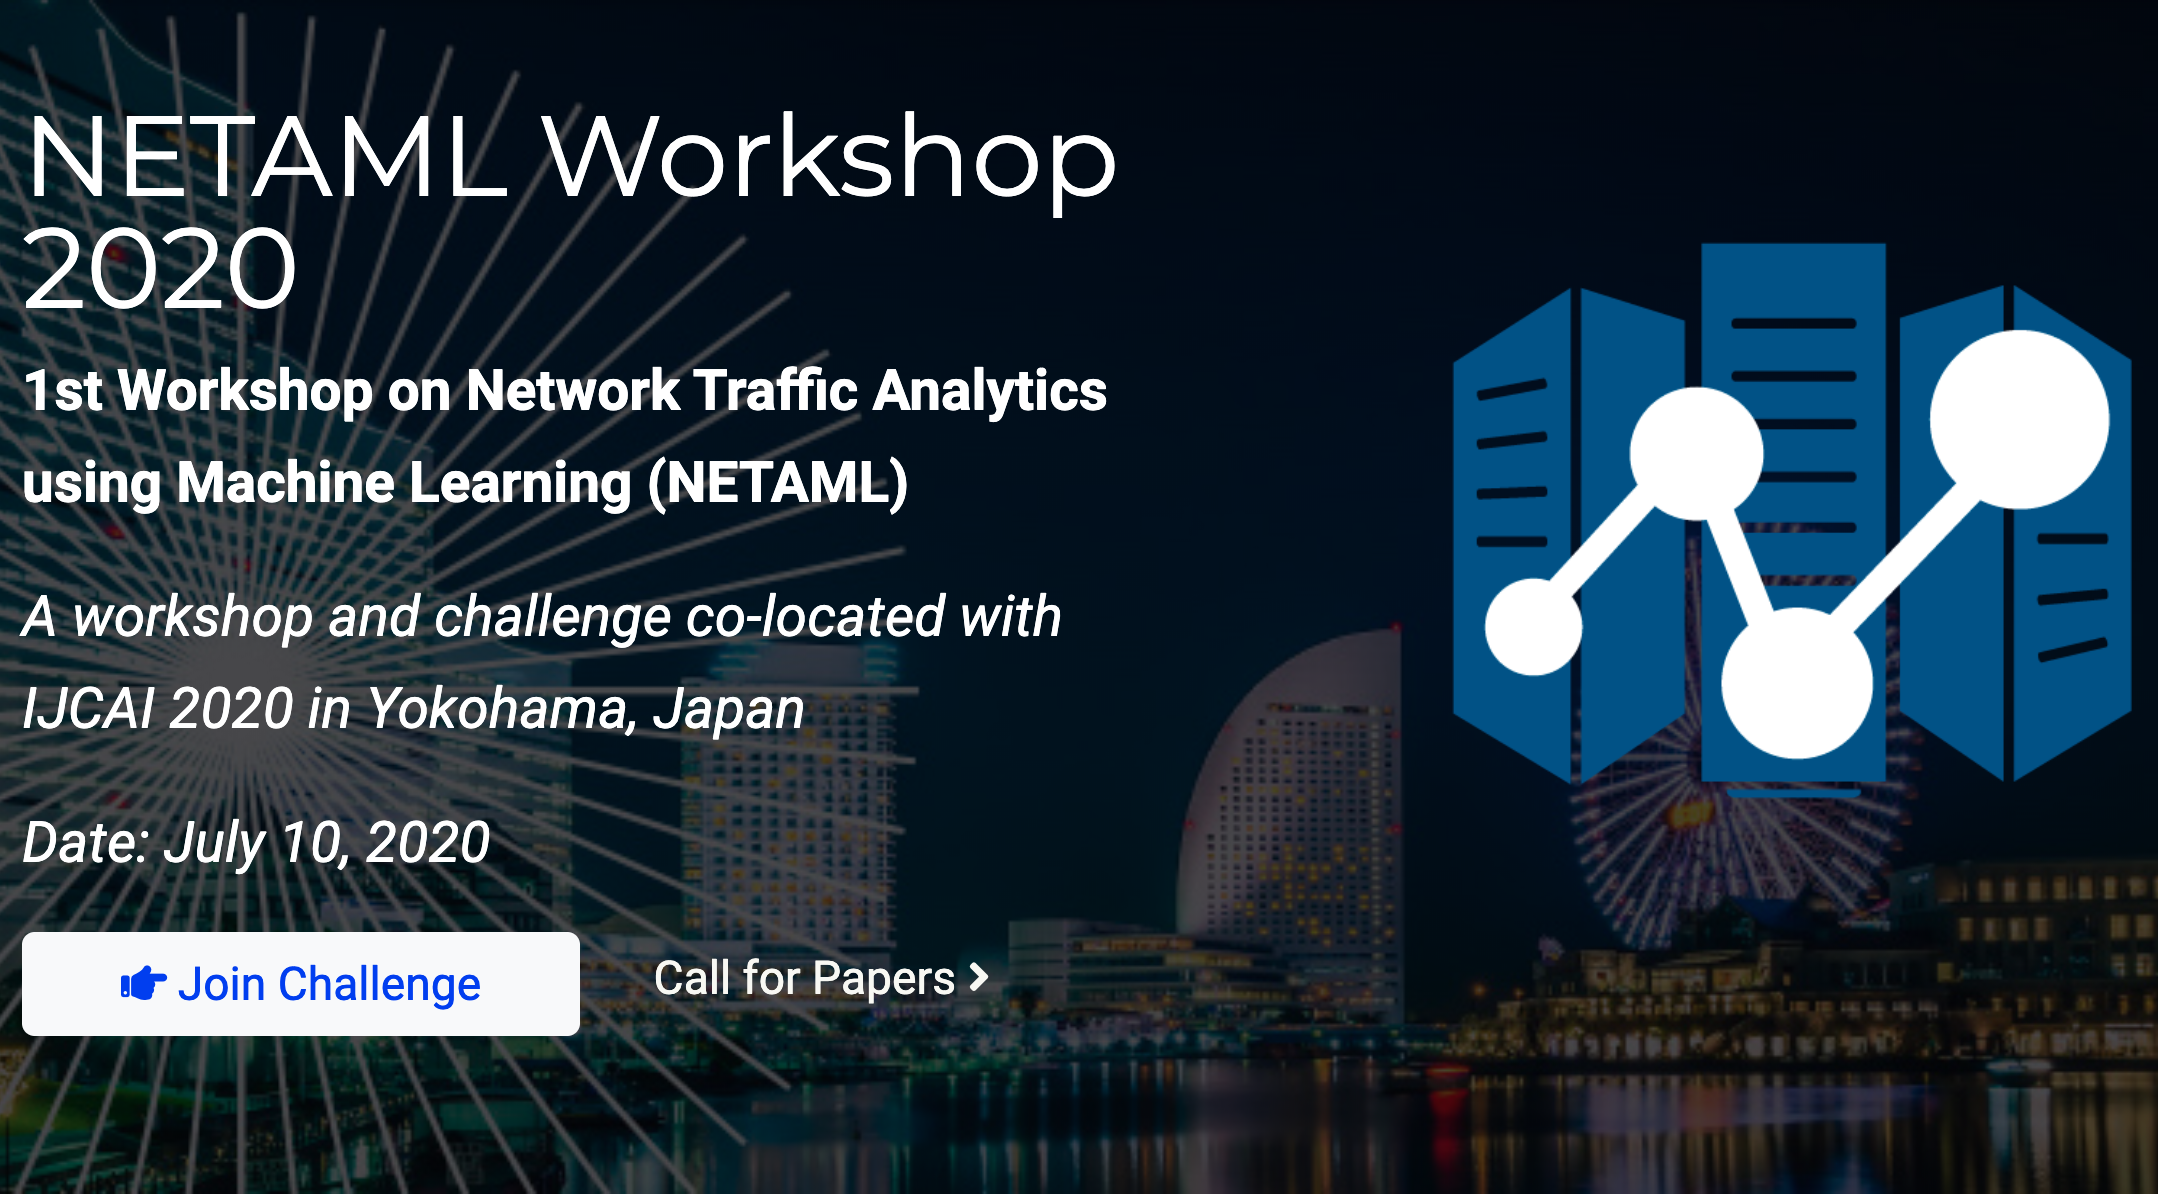 NETAML Workshop
2020
1st Workshop on Network Traffic Analytics
using Machine Learning (NETAML)
A workshop and challenge co-located with
IJCAI 2020 in Yokohama, Japan
Date: July 10, 2020
Join Challenge
Call for Papers